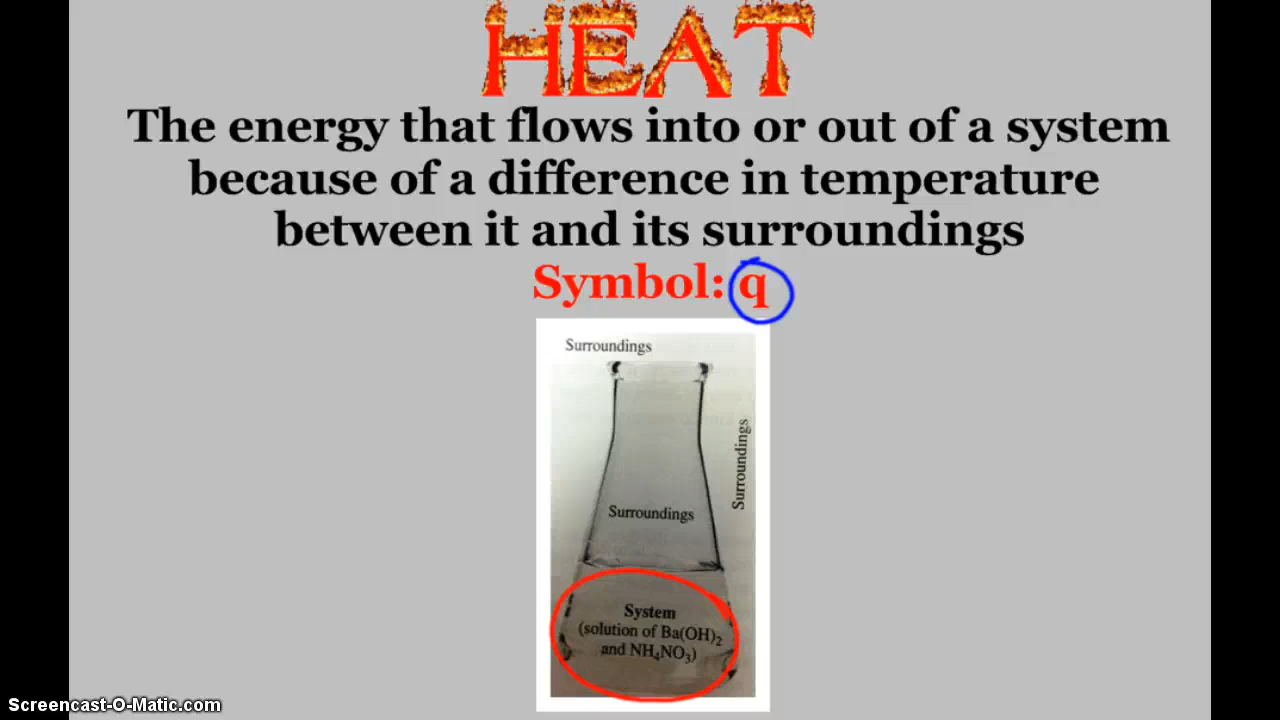 HEAT
The energy that flows into or out of a system
because of a difference in temperature
between it and its surroundings
Symbol: q
Surroundings
Surroundings
Surroundings
System
(solution of Ba(OH)₂
and NH₄NO₃)
Screencast-O-Matic.com